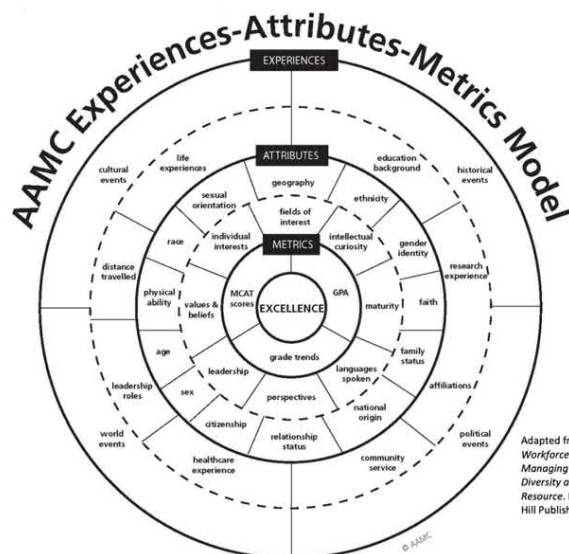 AAMC Experiences-Attributes-Metrics Model
EXPERIENCES
cultural
events
life
experiences
education
background
historical
events
distance
travelled
research
experience
leadership
roles
affiliations
world
events
healthcare
experience
community
service
political
events
ATTRIBUTES
geography
sexual
orientation
ethnicity
race
gender
identity
physical
ability
faith
age
family
status
sex
national
origin
citizenship
relationship
status
fields of
interest
individual
interests
intellectual
curiosity
values &
beliefs
maturity
leadership
languages
spoken
perspectives
METRICS
MCAT
scores
GPA
EXCELLENCE
grade trends
Adapted fr
Workforce
Managing
Diversity a
Resource.
Hill Publish
© AAMC